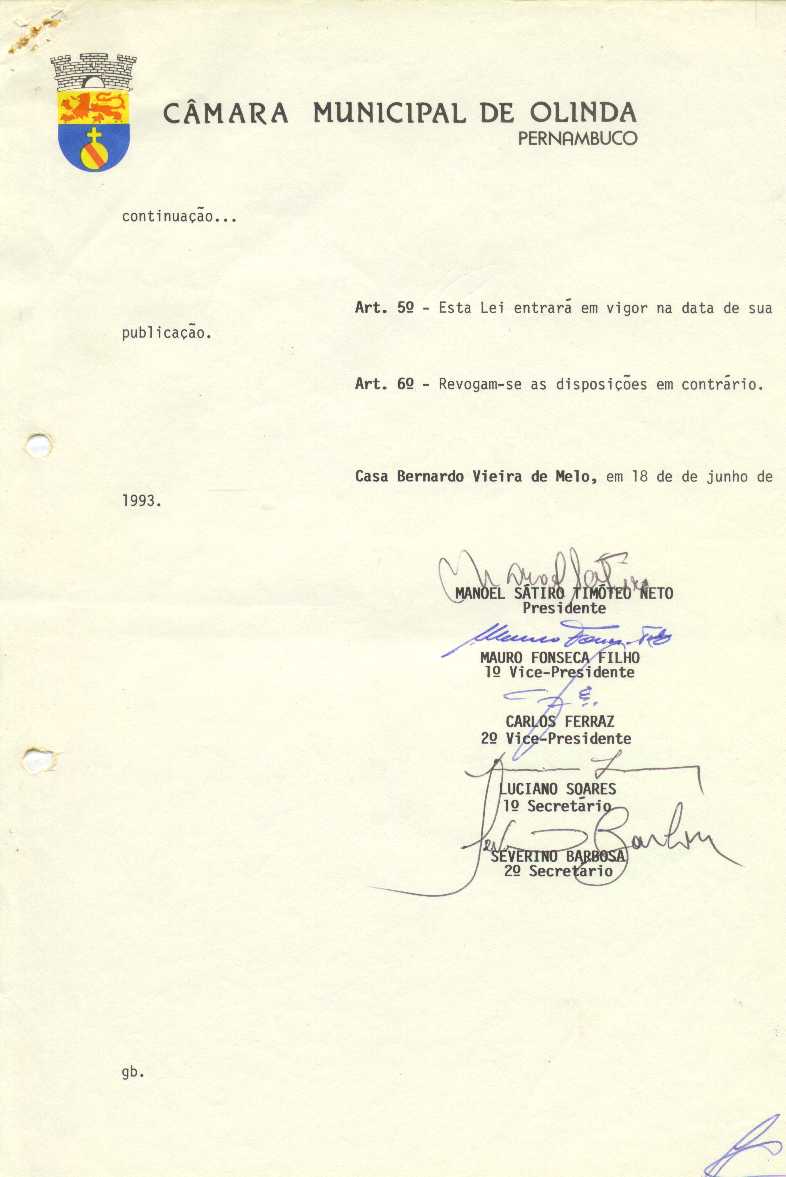 CÂMARA MUNICIPAL DE OLINDA
PERNAMBUCO
continuação...
Art. 5º - Esta Lei entrará em vigor na data de sua
publicação.
Art. 6º - Revogam-se as disposições em contrário.
Casa Bernardo Vieira de Melo, em 18 de de junho de
1993.
MANOEL SÁTIRO TIMÓTEO NETO
Presidente
MAURO FONSECA FILHO
1º Vice-Presidente
CARLOS FERRAZ
2º Vice-Presidente
LUCIANO SOARES
1º Secretário
SEVERINO BARBOSA
2º Secretário
gb.